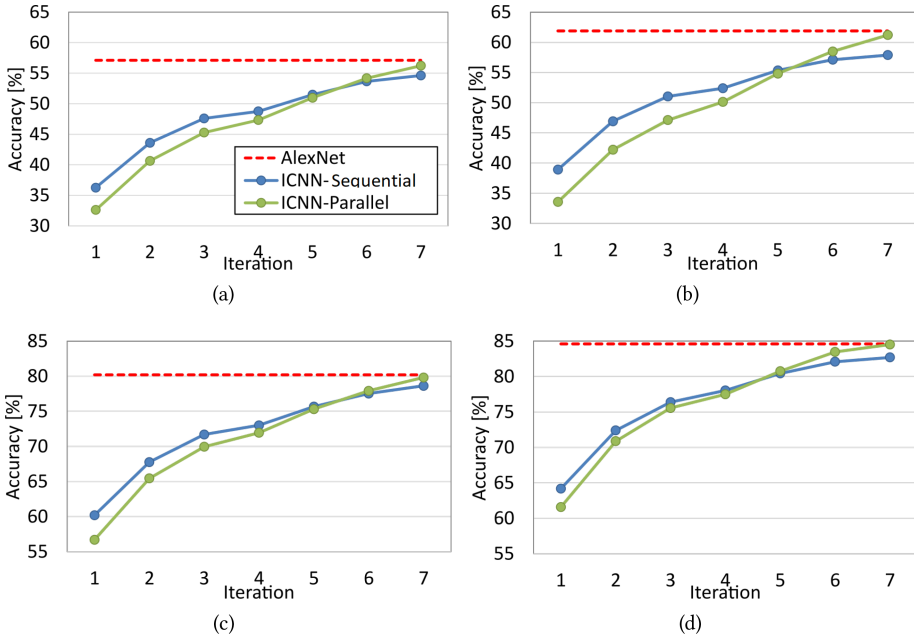 65
60
55
50
45
40
35
30
Accuracy [%]
AlexNet
ICNN-Sequential
ICNN-Parallel
1 2 3 4 5 6 7
Iteration
(a)
65
60
55
50
45
40
35
30
Accuracy [%]
1 2 3 4 5 6 7
Iteration
(b)
85
80
75
70
65
60
55
Accuracy [%]
1 2 3 4 5 6 7
Iteration
(c)
85
80
75
70
65
60
55
Accuracy [%]
1 2 3 4 5 6 7
Iteration
(d)